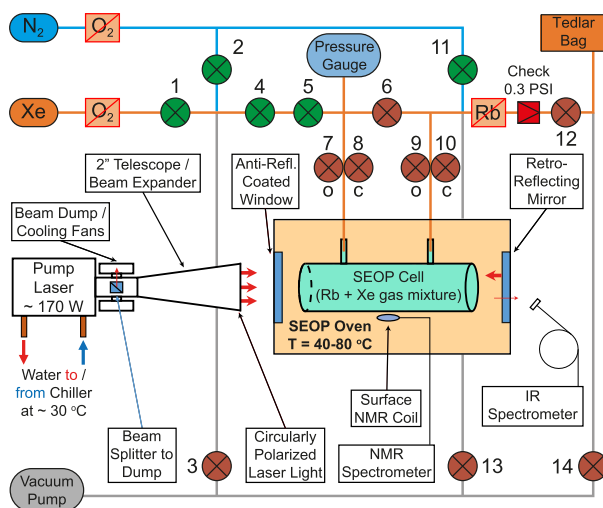 N2
O2
2
11
Pressure
Gauge
Tedlar
Bag
Check
0.3 PSI
Xe
O2
1
4
5
6
Rb
12
7
8
9
10
o
c
o
c
2" Telescope /
Beam Expander
Anti-Refl.
Coated
Window
Retro-
Reflecting
Mirror
Beam Dump /
Cooling Fans
Pump
Laser
~ 170 W
SEOP Cell
(Rb + Xe gas mixture)
SEOP Oven
T = 40-80 °C
Water to /
from Chiller
at ~ 30 °C
Surface
NMR Coil
IR
Spectrometer
Beam
Splitter to
Dump
3
Circularly
Polarized
Laser Light
NMR
Spectrometer
13
14
Vacuum
Pump